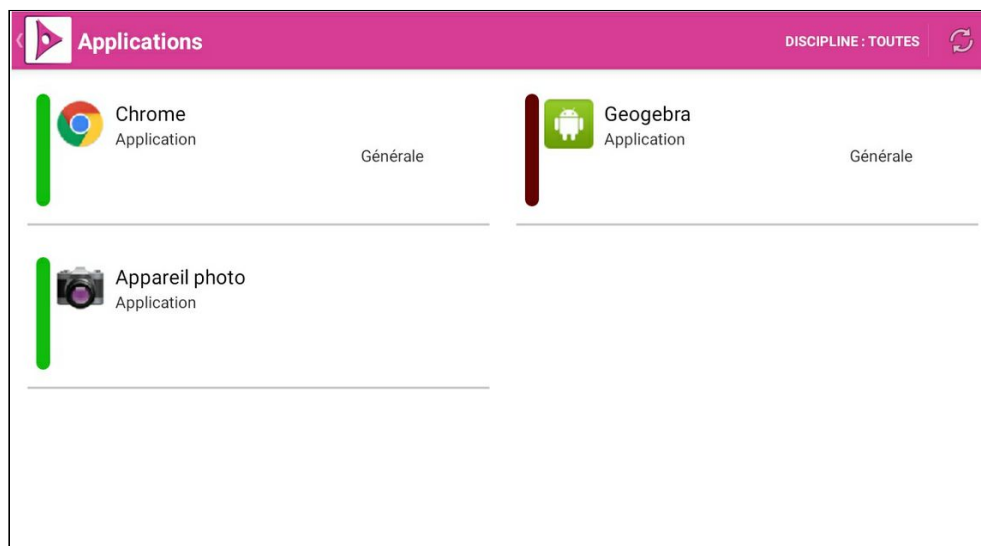 Applications
DISCIPLINE : TOUTES
Chrome
Application
Générale
Geogebra
Application
Générale
Appareil photo
Application